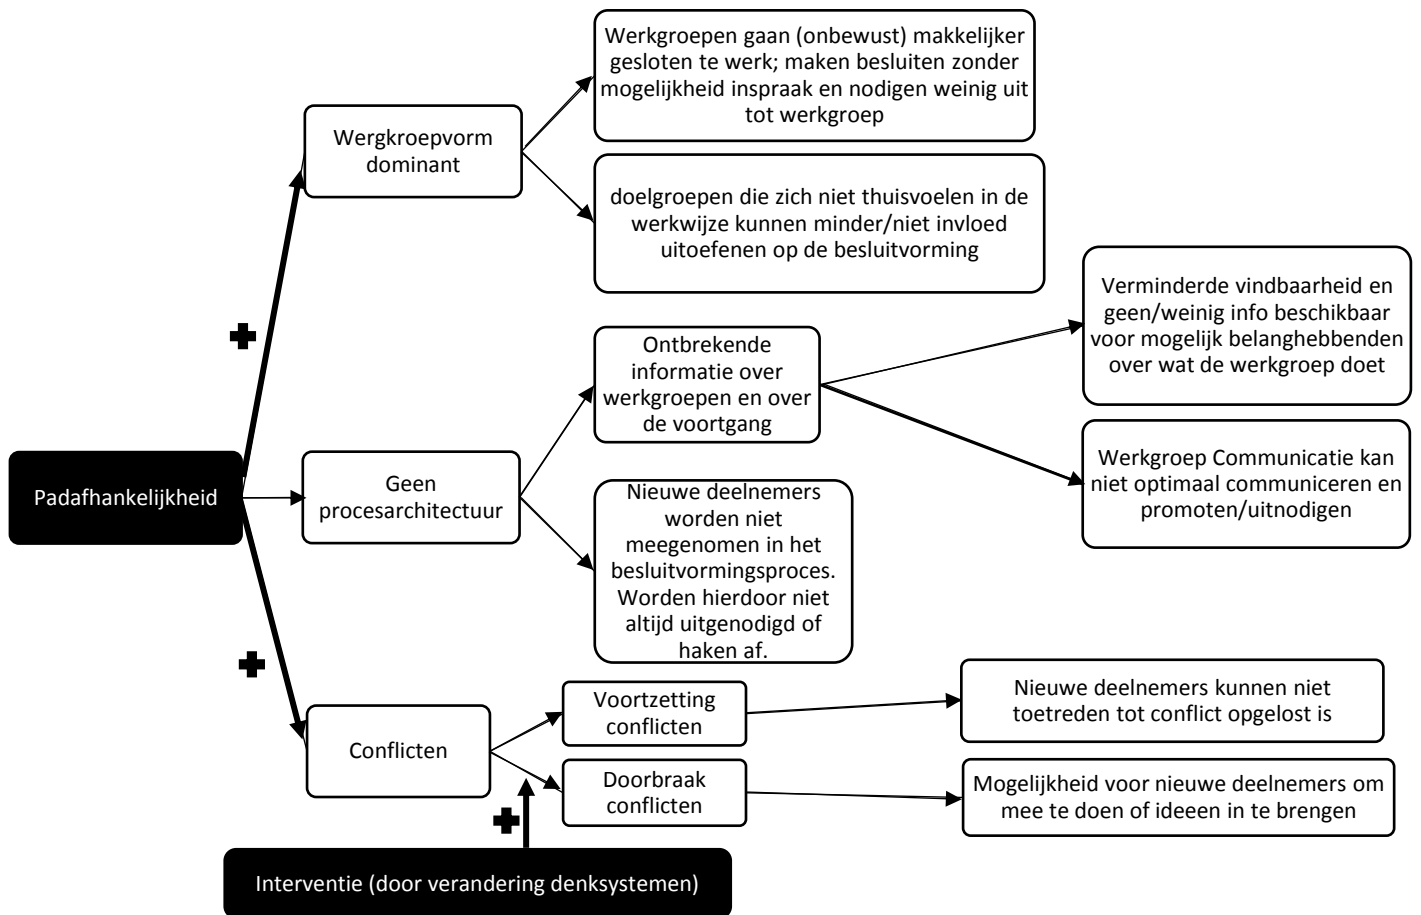 Werkgroepen gaan (onbewust) makkelijker
gesloten te werk; maken besluiten zonder
mogelijkheid inspraak en nodigen weinig uit
tot werkgroep
Wergkroepvorm
dominant
doelgroepen die zich niet thuisvoelen in de
werkwijze kunnen minder/niet invloed
uitoefenen op de besluitvorming
Verminderde vindbaarheid en
geen/weinig info beschikbaar
voor mogelijk belanghebbenden
over wat de werkgroep doet
Ontbrekende
informatie over
werkgroepen en over
de voortgang
Werkgroep Communicatie kan
niet optimaal communiceren en
promoten/uitnodigen
Padafhankelijkheid
Geen
procesarchitectuur
Nieuwe deelnemers
worden niet
meegenomen in het
besluitvormingsproces.
Worden hierdoor niet
altijd uitgenodigd of
haken af.
Conflicten
Voortzetting
conflicten
Nieuwe deelnemers kunnen niet
toetreden tot conflict opgelost is
Doorbraak
conflicten
Mogelijkheid voor nieuwe deelnemers om
mee te doen of ideeen in te brengen
Interventie (door verandering denksystemen)